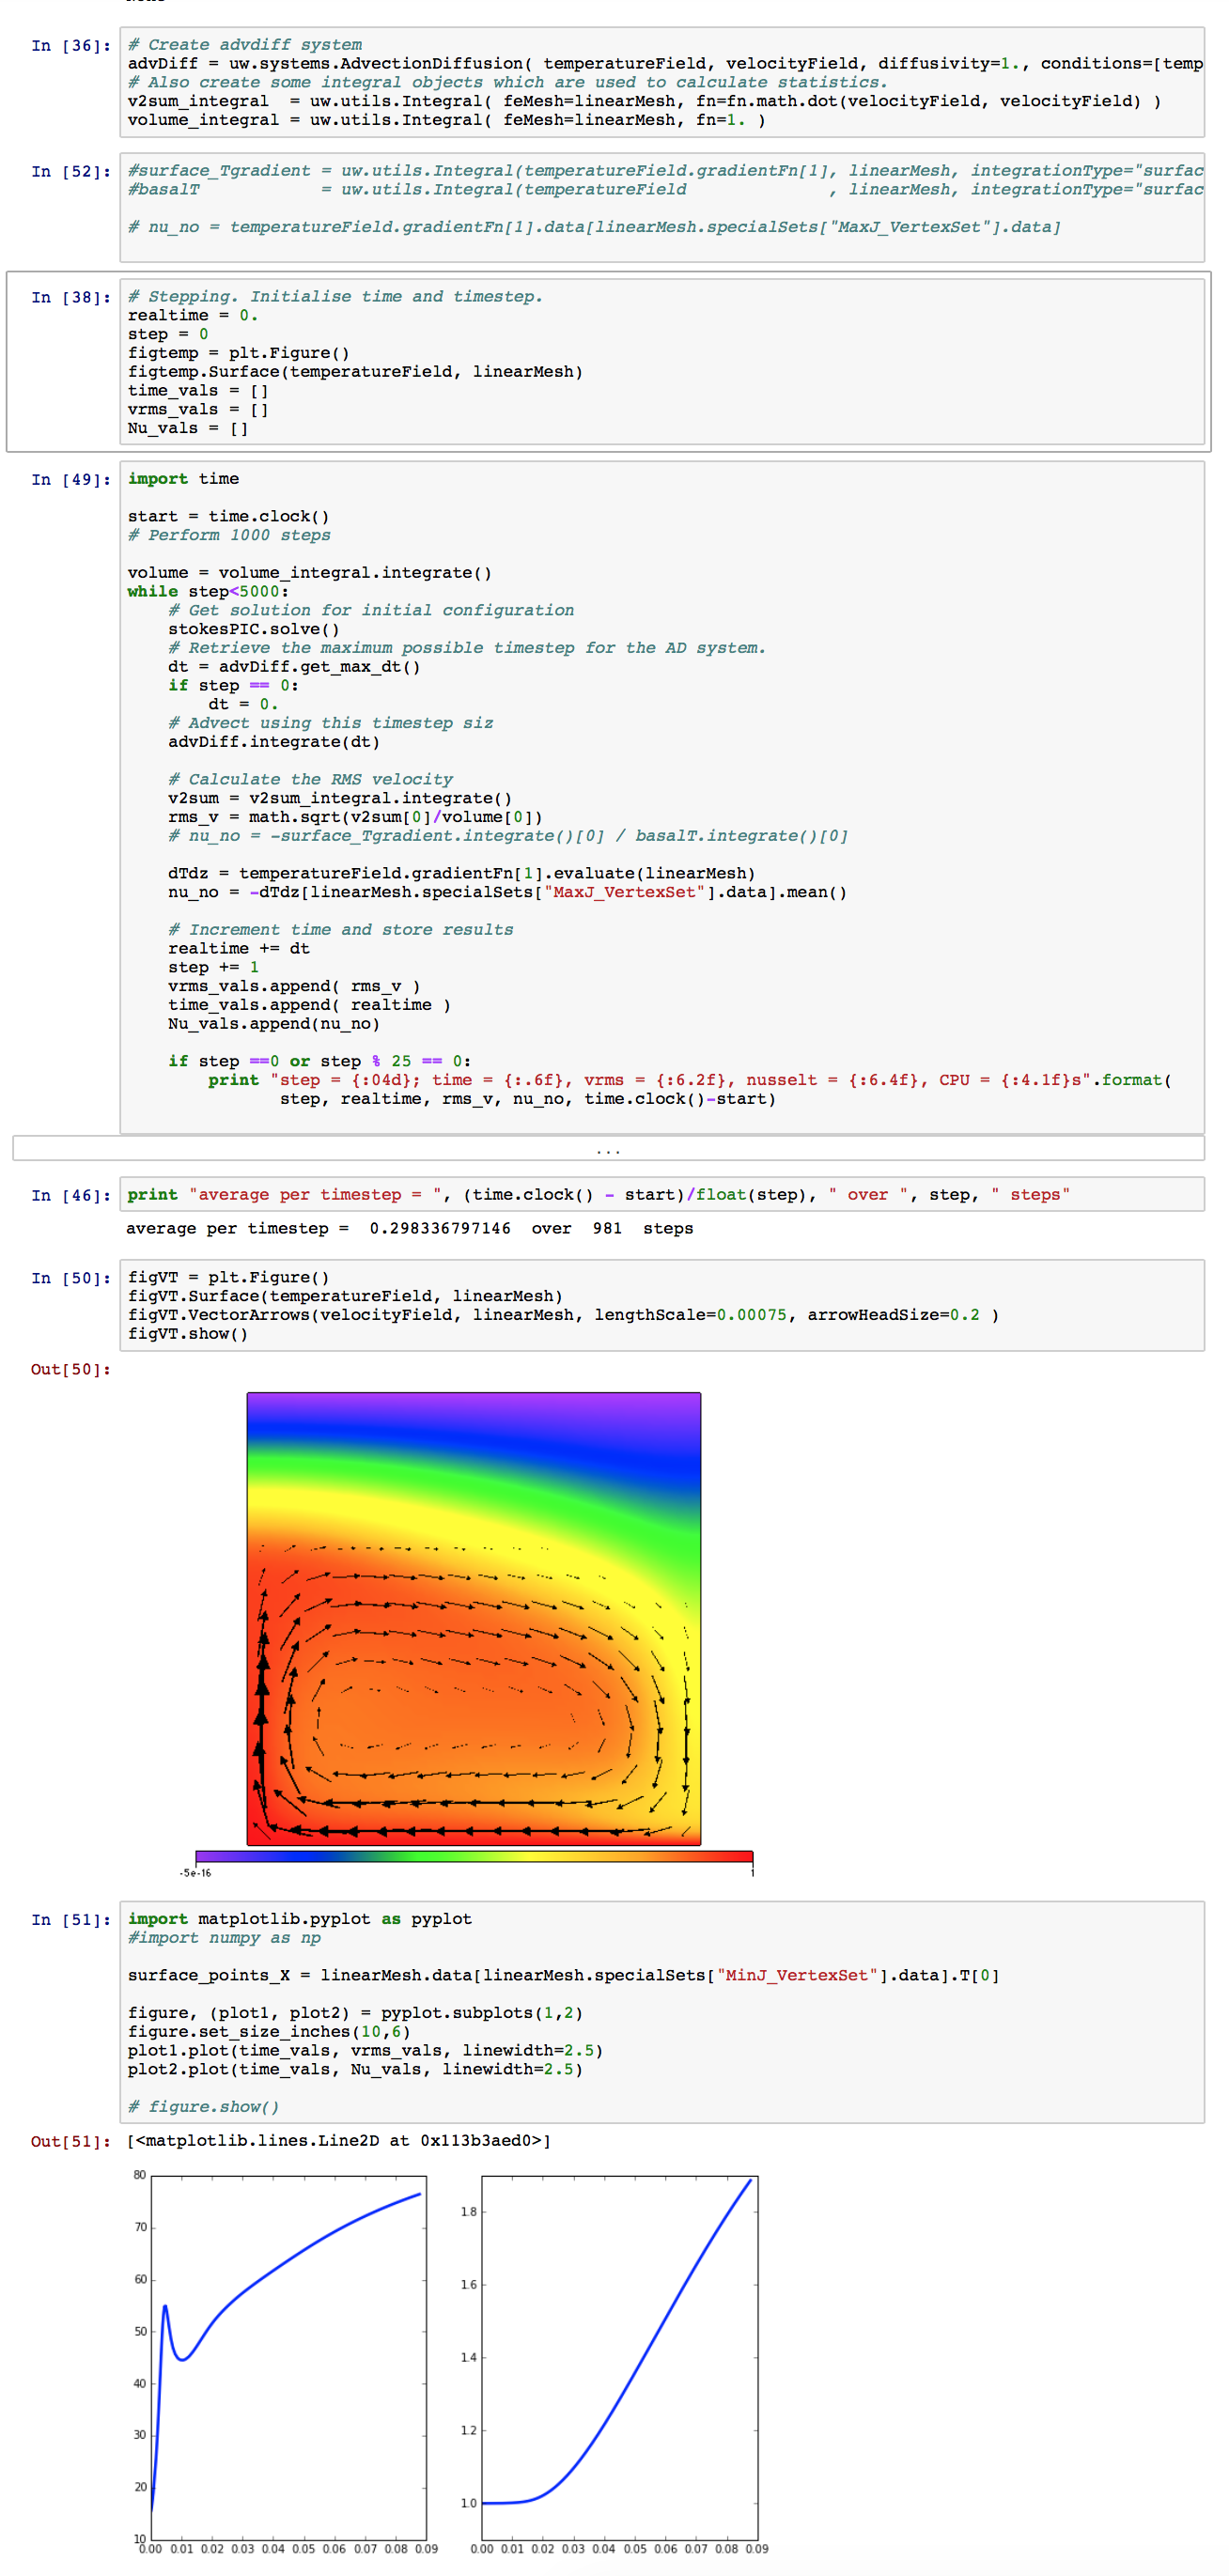 In [36]:
# Create advdiff system
advDiff = uw.systems.AdvectionDiffusion( temperatureField, velocityField, diffusivity=1., conditions=[temp
# Also create some integral objects which are used to calculate statistics.
v2sum_integral  = uw.utils.Integral( feMesh=linearMesh, fn=fn.math.dot(velocityField, velocityField) )
volume_integral = uw.utils.Integral( feMesh=linearMesh, fn=1. )
In [52]:
#surface_Tgradient = uw.utils.Integral(temperatureField.gradientFn[1], linearMesh, integrationType="surfac
#basalT            = uw.utils.Integral(temperatureField              , linearMesh, integrationType="surfac
# nu_no = temperatureField.gradientFn[1].data[linearMesh.specialSets["MaxJ_VertexSet"].data]
In [38]:
# Stepping. Initialise time and timestep.
realtime = 0.
step = 0
figtemp = plt.Figure()
figtemp.Surface(temperatureField, linearMesh)
time_vals = []
vrms_vals = []
Nu_vals = []
In [49]:
import time
start = time.clock()
# Perform 1000 steps
volume = volume_integral.integrate()
while step<5000:
    # Get solution for initial configuration
    stokesPIC.solve()
    # Retrieve the maximum possible timestep for the AD system.
    dt = advDiff.get_max_dt()
    if step == 0:
        dt = 0.
    # Advect using this timestep siz
    advDiff.integrate(dt)
    # Calculate the RMS velocity
    v2sum = v2sum_integral.integrate()
    rms_v = math.sqrt(v2sum[0]/volume[0])
    # nu_no = -surface_Tgradient.integrate()[0] / basalT.integrate()[0]
    dTdz = temperatureField.gradientFn[1].evaluate(linearMesh)
    nu_no = -dTdz[linearMesh.specialSets["MaxJ_VertexSet"].data].mean()
    # Increment time and store results
    realtime += dt
    step += 1
    vrms_vals.append( rms_v )
    time_vals.append( realtime )
    Nu_vals.append(nu_no)
    if step ==0 or step % 25 == 0:
        print "step = {:04d}; time = {:.6f}, vrms = {:6.2f}, nusselt = {:6.4f}, CPU = {:4.1f}s".format(
               step, realtime, rms_v, nu_no, time.clock()-start)
...
In [46]:
print "average per timestep = ", (time.clock() - start)/float(step), " over ", step, " steps"
average per timestep =  0.298336797146  over  981  steps
In [50]:
figVT = plt.Figure()
figVT.Surface(temperatureField, linearMesh)
figVT.VectorArrows(velocityField, linearMesh, lengthScale=0.00075, arrowHeadSize=0.2 )
figVT.show()
Out[50]:
-5e-16 1
In [51]:
import matplotlib.pyplot as pyplot
#import numpy as np
surface_points_X = linearMesh.data[linearMesh.specialSets["MinJ_VertexSet"].data].T[0]
figure, (plot1, plot2) = pyplot.subplots(1,2)
figure.set_size_inches(10,6)
plot1.plot(time_vals, vrms_vals, linewidth=2.5)
plot2.plot(time_vals, Nu_vals, linewidth=2.5)
# figure.show()
Out[51]:
[<matplotlib.lines.Line2D at 0x113b3aed0>]
80
70
60
50
40
30
20
10
0.00 0.01 0.02 0.03 0.04 0.05 0.06 0.07 0.08 0.09
1.8
1.6
1.4
1.2
1.0
0.00 0.01 0.02 0.03 0.04 0.05 0.06 0.07 0.08 0.09